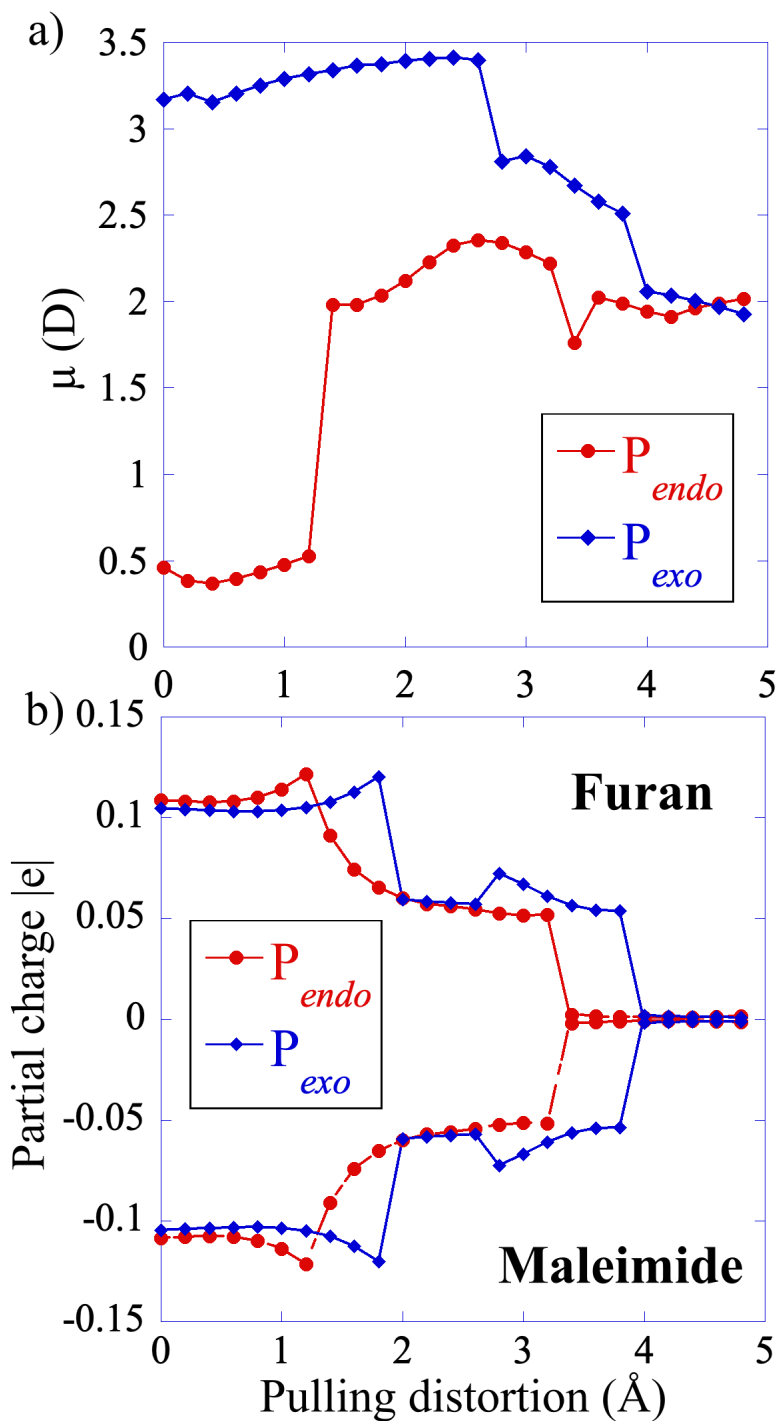 a)
3.5
3
2.5
2
1.5
1
0.5
0
μ (D)
P endo
P exo
0 1 2 3 4 5
b)
0.15
0.1
0.05
0
-0.05
-0.1
-0.15
Partial charge |e|
Furan
P endo
P exo
Maleimide
0 1 2 3 4 5
Pulling distortion (Å)